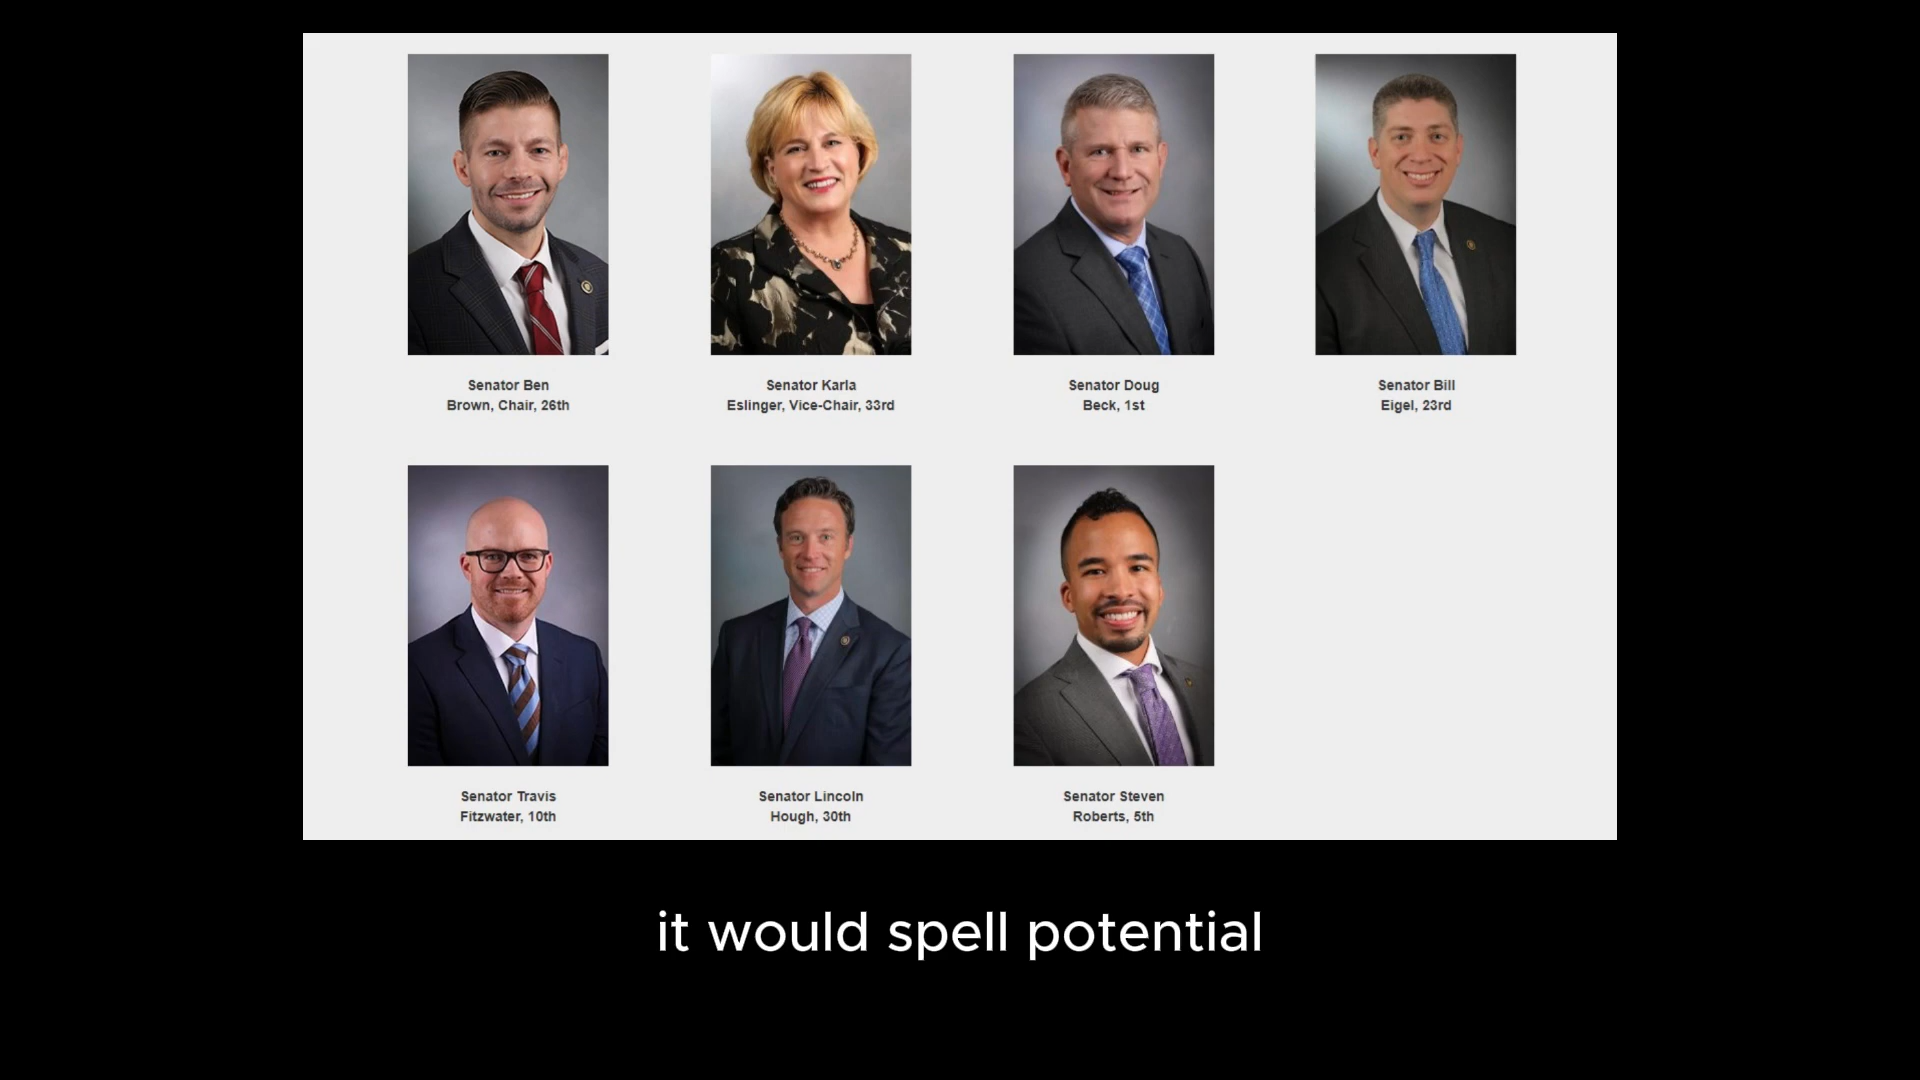 Senator Ben
Brown, Chair, 26th
Senator Karla
Eslinger, Vice-Chair, 33rd
Senator Doug
Beck, 1st
Senator Bill
Eigel, 23rd
Senator Travis
Fitzwater, 10th
Senator Lincoln
Hough, 30th
Senator Steven
Roberts, 5th
it would spell potential